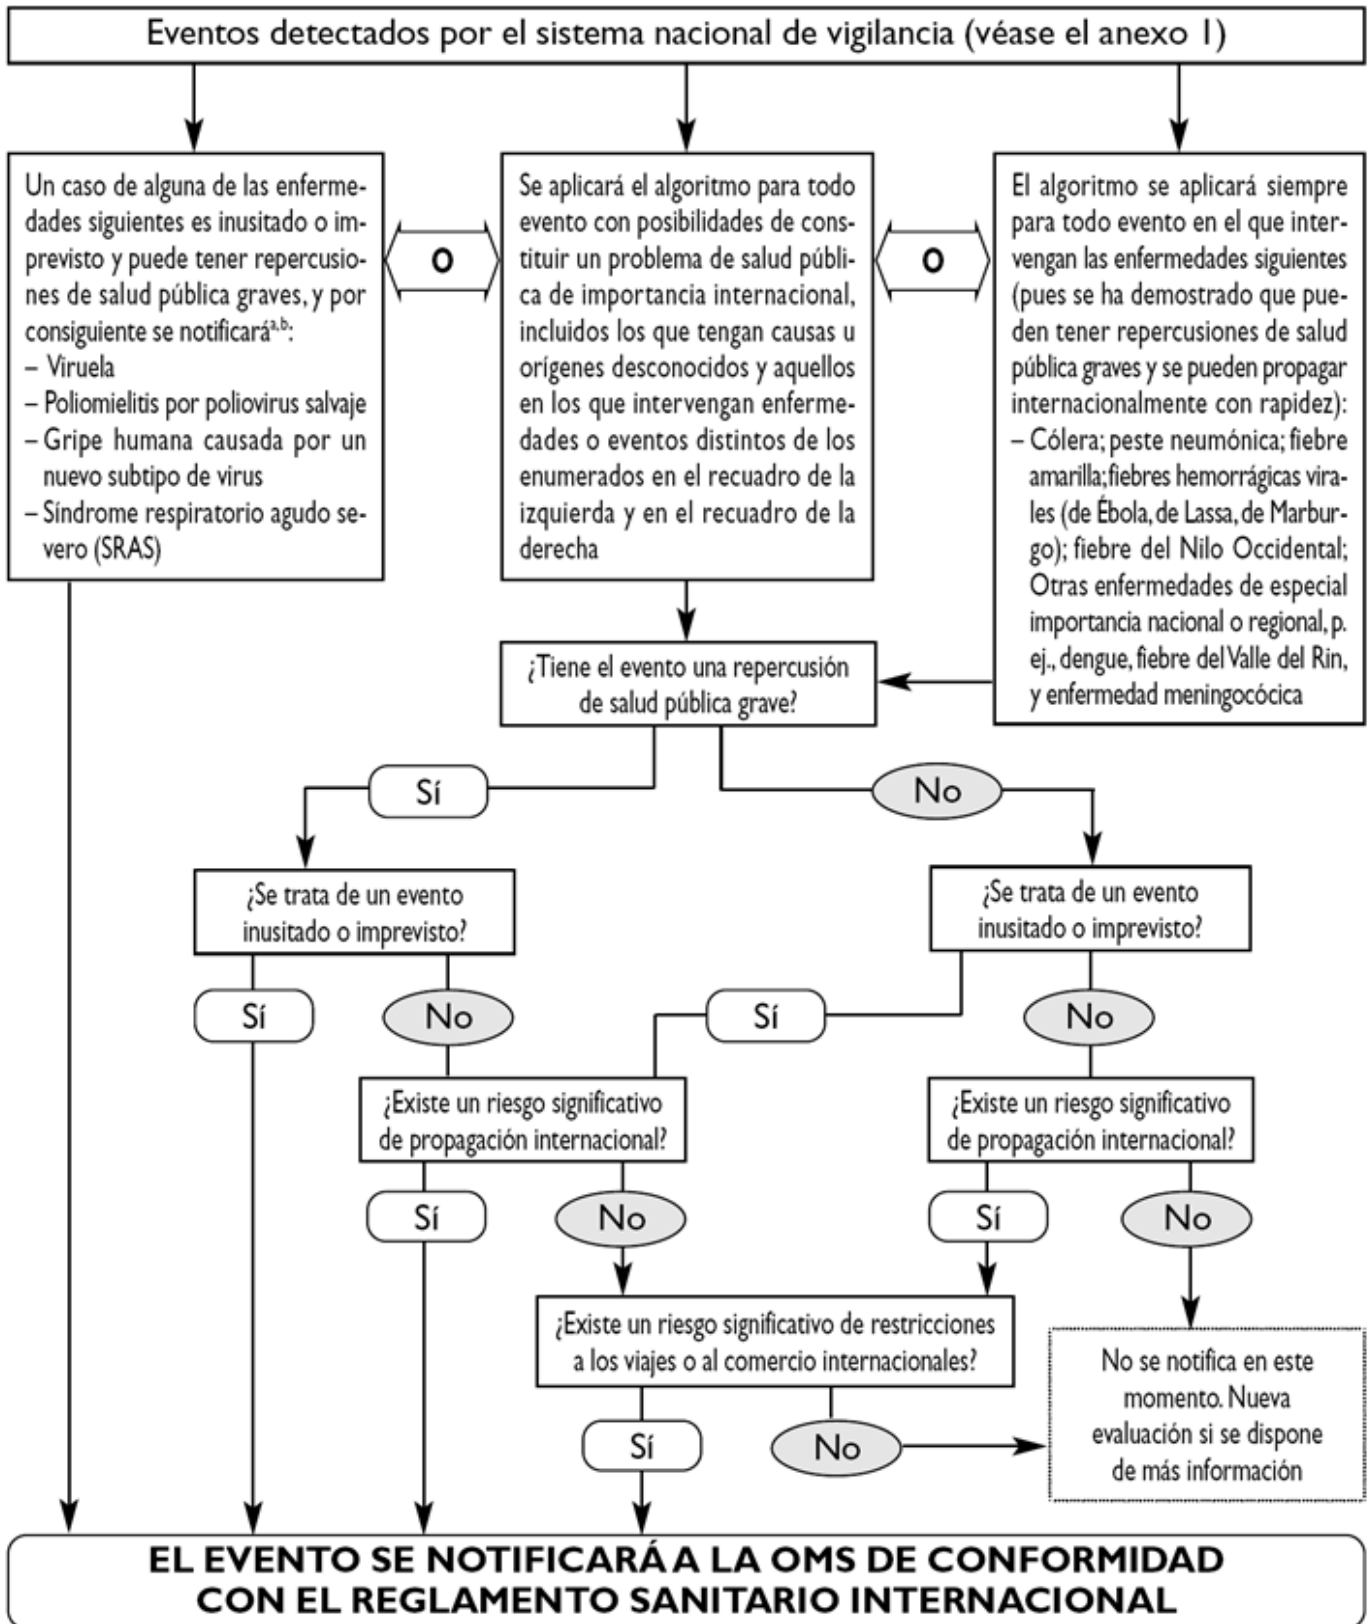 Eventos detectados por el sistema nacional de vigilancia (véase el anexo 1)
Un caso de alguna de las enferme-
dades siguientes es inusitado o im-
previsto y puede tener repercusio-
nes de salud pública graves, y por
consiguiente se notificará a,b:
– Viruela
– Poliomielitis por poliovirus salvaje
– Gripe humana causada por un
nuevo subtipo de virus
– Síndrome respiratorio agudo se-
vero (SRAS)
O
Se aplicará el algoritmo para todo
evento con posibilidades de cons-
tituir un problema de salud públi-
ca de importancia internacional,
incluidos los que tengan causas u
orígenes desconocidos y aquellos
en los que intervengan enferme-
dades o eventos distintos de los
enumerados en el recuadro de la
izquierda y en el recuadro de la
derecha
O
El algoritmo se aplicará siempre
para todo evento en el que inter-
vengan las enfermedades siguientes
(pues se ha demostrado que pue-
den tener repercusiones de salud
pública graves y se pueden propagar
internacionalmente con rapidez):
– Cólera; peste neumónica; fiebre
amarilla; fiebres hemorrágicas vira-
les (de Ébola, de Lassa, de Marbur-
go); fiebre del Nilo Occidental;
Otras enfermedades de especial
importancia nacional o regional, p.
ej., dengue, fiebre del Valle del Rin,
y enfermedad meningocócica
¿Tiene el evento una repercusión
de salud pública grave?
Sí
No
¿Se trata de un evento
inusitado o imprevisto?
¿Se trata de un evento
inusitado o imprevisto?
Sí
No
Sí
No
¿Existe un riesgo significativo
de propagación internacional?
¿Existe un riesgo significativo
de propagación internacional?
Sí
No
Sí
No
¿Existe un riesgo significativo de restricciones
a los viajes o al comercio internacionales?
No se notifica en este
momento. Nueva
evaluación si se dispone
de más información
Sí
No
EL EVENTO SE NOTIFICARÁ A LA OMS DE CONFORMIDAD
CON EL REGLAMENTO SANITARIO INTERNACIONAL